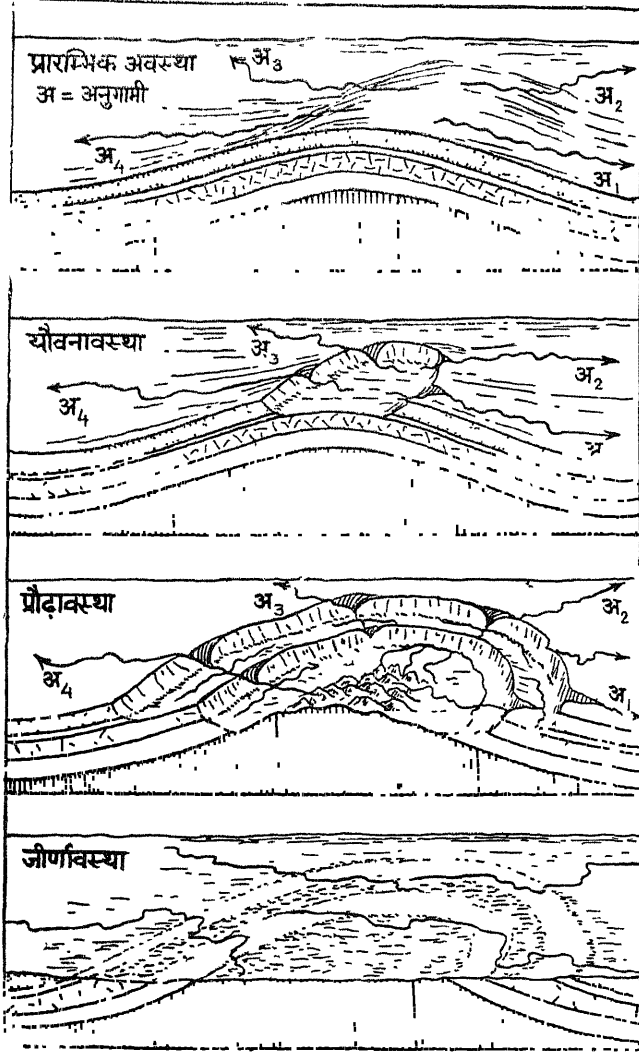 प्रारम्भिक अवस्था
अ = अनुगामी
अ₃
अ₂
अ₄
अ₁
यौवनावस्था
अ₃
अ₂
अ₄
अ
प्रौढ़ावस्था
अ₃
अ₂
अ₄
अ₁
जीर्णावस्था